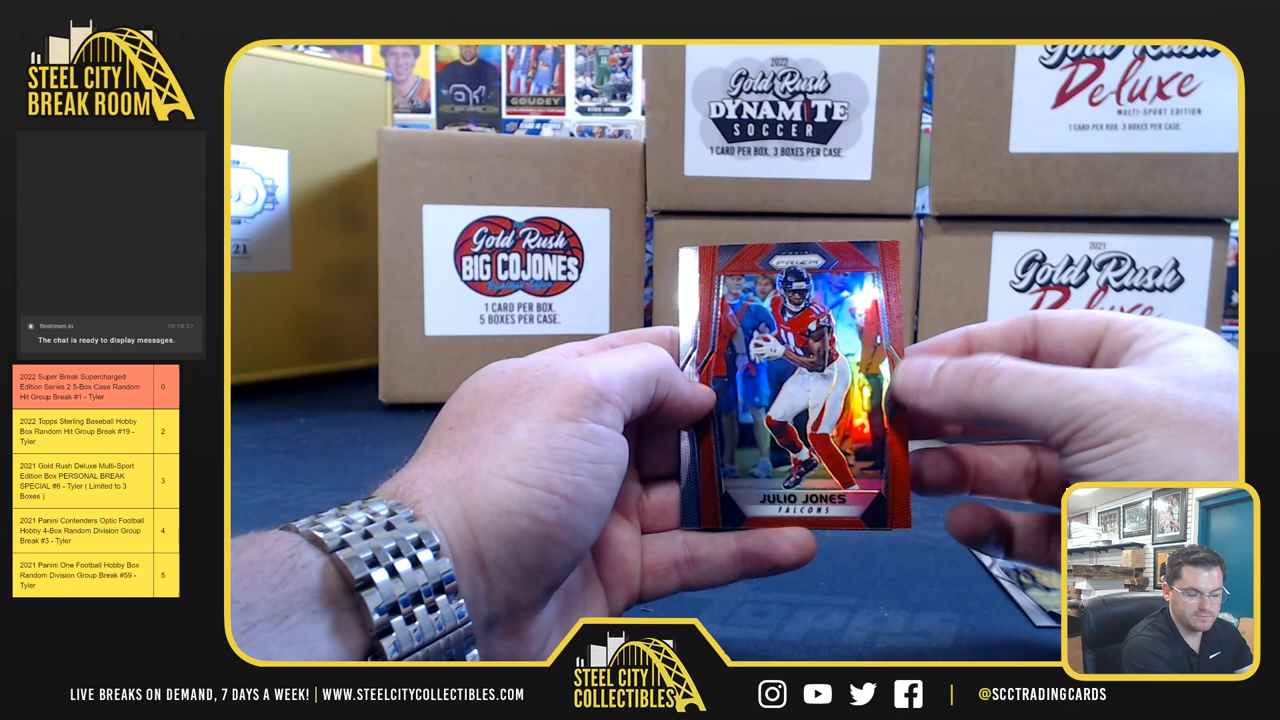 STEEL CITY
BREAK ROOM
Restream.io
The chat is ready to display messages.
2022 Super Break Supercharged
Edition Series 2 5-Box Case Random
Hit Group Break #1 - Tyler
0
2022 Topps Sterling Baseball Hobby
Box Random Hit Group Break #19 -
Tyler
2
2021 Gold Rush Deluxe Multi-Sport
Edition Box PERSONAL BREAK
SPECIAL #6 - Tyler ( Limited to 3
Boxes )
3
2021 Panini Contenders Optic Football
Hobby 4-Box Random Division Group
Break #3 - Tyler
4
2021 Panini One Football Hobby Box
Random Division Group Break #59 -
Tyler
5
GOUDEY
21
Gold Rush
BIG COJONES
1 CARD PER BOX.
5 BOXES PER CASE.
2022
Gold Rush
DYNAMITE
SOCCER
1 CARD PER BOX. 3 BOXES PER CASE.
Gold Rush
Deluxe
MULTI-SPORT EDITION
1 CARD PER BOX. 3 BOXES PER CASE.
2021
Gold Rush
PANINI
PRIZM
JULIO JONES
FALCONS
STEEL CITY
COLLECTIBLES
LIVE BREAKS ON DEMAND, 7 DAYS A WEEK! | WWW.STEELCITYCOLLECTIBLES.COM
@SCCTRADINGCARDS